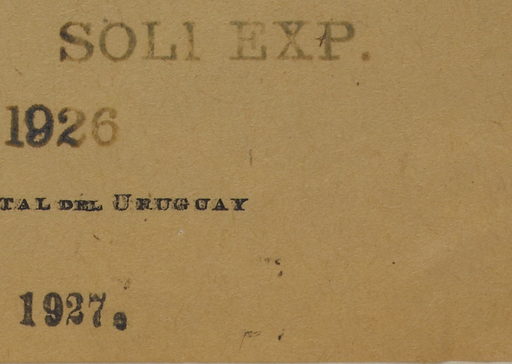 SOLI EXP.
1926
TAL DEL URUGUAY
1927.